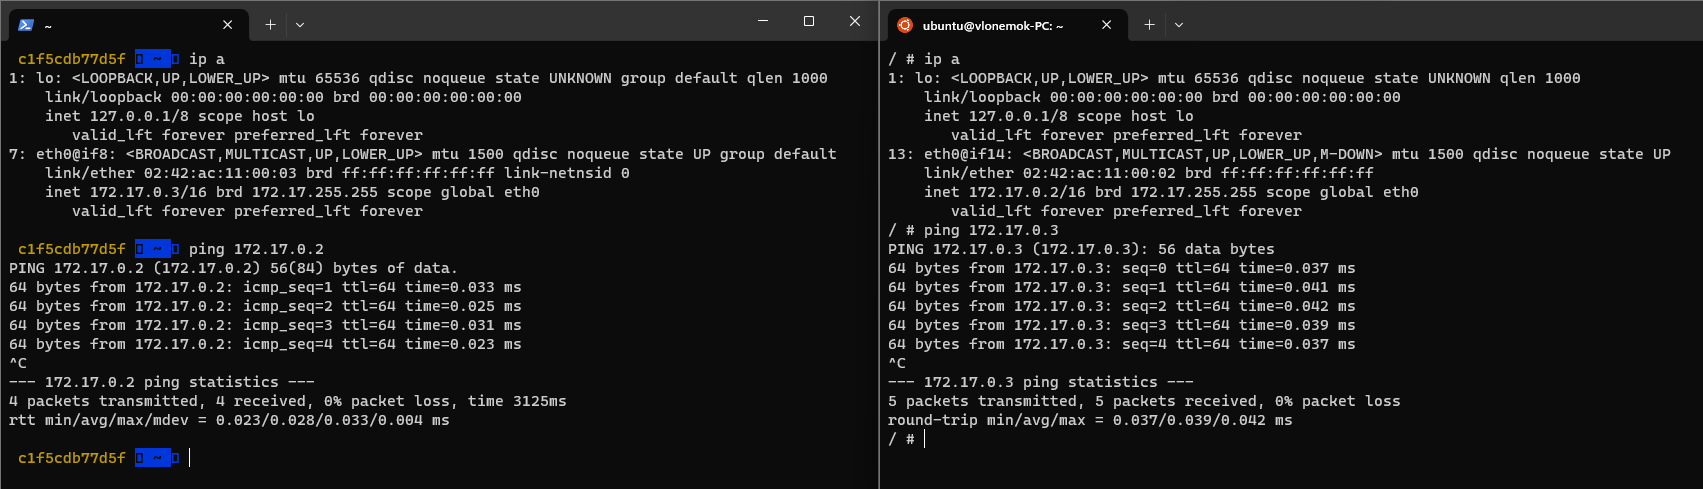 ~
c1f5cdb77d5f ~ ip a
1: lo: <LOOPBACK,UP,LOWER_UP> mtu 65536 qdisc noqueue state UNKNOWN group default qlen 1000
    link/loopback 00:00:00:00:00:00 brd 00:00:00:00:00:00
    inet 127.0.0.1/8 scope host lo
       valid_lft forever preferred_lft forever
7: eth0@if8: <BROADCAST,MULTICAST,UP,LOWER_UP> mtu 1500 qdisc noqueue state UP group default
    link/ether 02:42:ac:11:00:03 brd ff:ff:ff:ff:ff:ff link-netnsid 0
    inet 172.17.0.3/16 brd 172.17.255.255 scope global eth0
       valid_lft forever preferred_lft forever
c1f5cdb77d5f ~ ping 172.17.0.2
PING 172.17.0.2 (172.17.0.2) 56(84) bytes of data.
64 bytes from 172.17.0.2: icmp_seq=1 ttl=64 time=0.033 ms
64 bytes from 172.17.0.2: icmp_seq=2 ttl=64 time=0.025 ms
64 bytes from 172.17.0.2: icmp_seq=3 ttl=64 time=0.031 ms
64 bytes from 172.17.0.2: icmp_seq=4 ttl=64 time=0.023 ms
^C
--- 172.17.0.2 ping statistics ---
4 packets transmitted, 4 received, 0% packet loss, time 3125ms
rtt min/avg/max/mdev = 0.023/0.028/0.033/0.004 ms
c1f5cdb77d5f ~
ubuntu@vlonemok-PC: ~
/ # ip a
1: lo: <LOOPBACK,UP,LOWER_UP> mtu 65536 qdisc noqueue state UNKNOWN qlen 1000
    link/loopback 00:00:00:00:00:00 brd 00:00:00:00:00:00
    inet 127.0.0.1/8 scope host lo
       valid_lft forever preferred_lft forever
13: eth0@if14: <BROADCAST,MULTICAST,UP,LOWER_UP,M-DOWN> mtu 1500 qdisc noqueue state UP
    link/ether 02:42:ac:11:00:02 brd ff:ff:ff:ff:ff:ff
    inet 172.17.0.2/16 brd 172.17.255.255 scope global eth0
       valid_lft forever preferred_lft forever
/ # ping 172.17.0.3
PING 172.17.0.3 (172.17.0.3): 56 data bytes
64 bytes from 172.17.0.3: seq=0 ttl=64 time=0.037 ms
64 bytes from 172.17.0.3: seq=1 ttl=64 time=0.041 ms
64 bytes from 172.17.0.3: seq=2 ttl=64 time=0.042 ms
64 bytes from 172.17.0.3: seq=3 ttl=64 time=0.039 ms
64 bytes from 172.17.0.3: seq=4 ttl=64 time=0.037 ms
^C
--- 172.17.0.3 ping statistics ---
5 packets transmitted, 5 packets received, 0% packet loss
round-trip min/avg/max = 0.037/0.039/0.042 ms
/ #